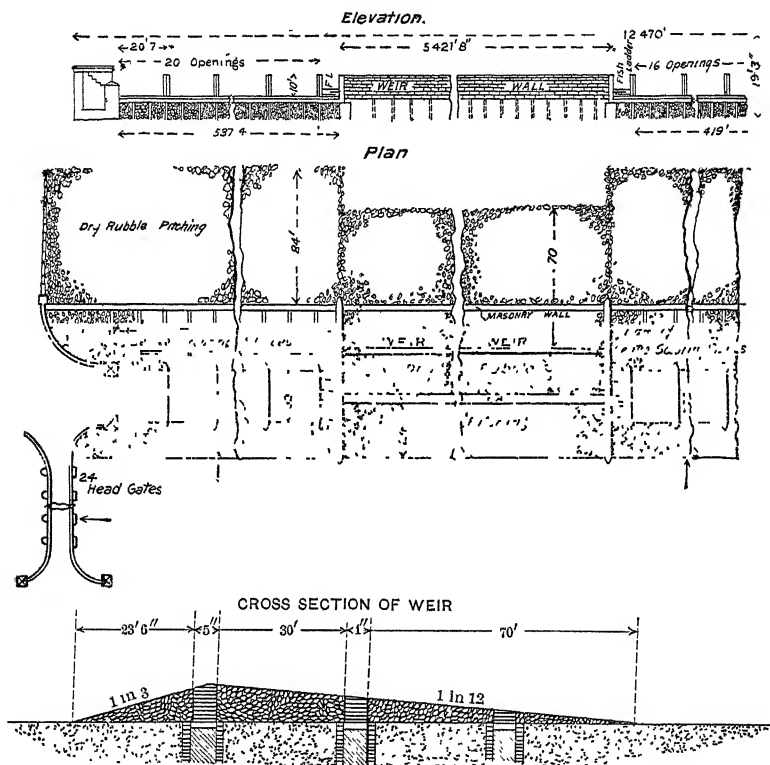 Elevation.
12 470'
20'7
5421'8"
20 Openings
16 Openings
Fish Ladder
19'3"
10'5
F L
WEIR WALL
537 4
419'
Plan
Dry Rubble Pitching
84'
70
MASONRY WALL
WEIR WEIR
24
Head Gates
CROSS SECTION OF WEIR
23'6" 5" 30' 1" 70'
1 in 3
1 in 12